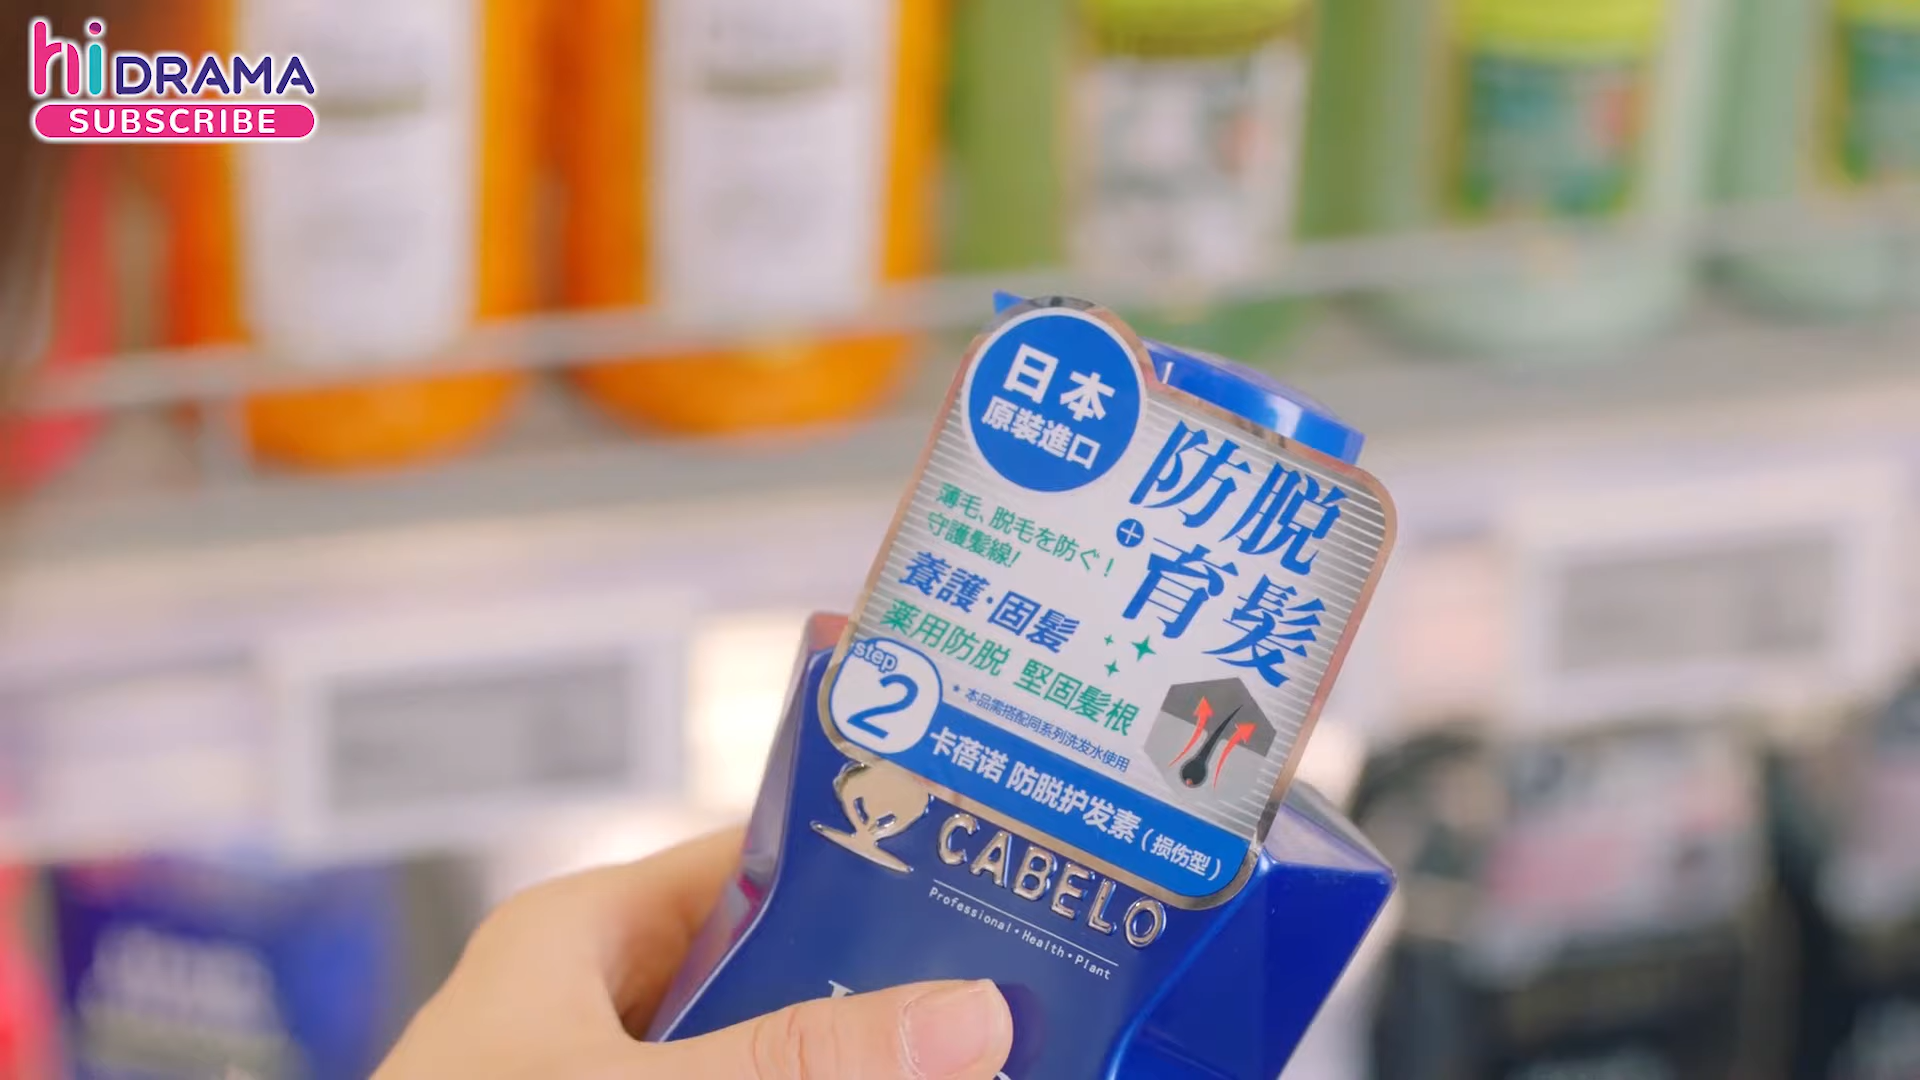 hi DRAMA
SUBSCRIBE
日本
原裝進口
防脱
+
育髪
薄毛、脱毛を防ぐ！
守護髮線!
養護·固髪
薬用防脱 堅固髮根
step
2
* 本品需搭配同系列洗发水使用
卡蓓诺 防脱护发素（损伤型）
CABELO
Professional•Health•Plant